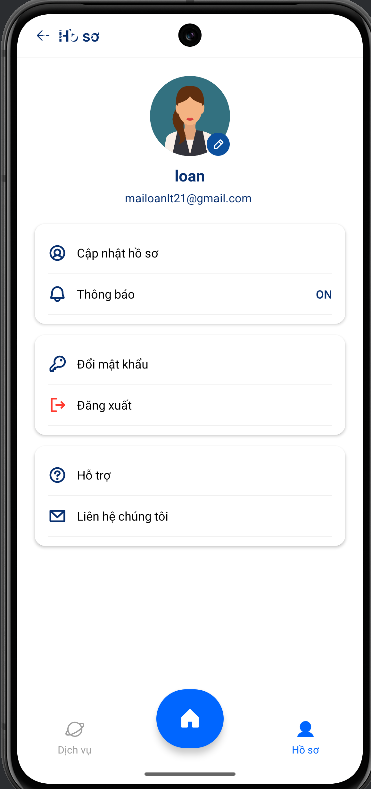 Hồ sơ
loan
mailoanlt21@gmail.com
Cập nhật hồ sơ
Thông báo ON
Đổi mật khẩu
Đăng xuất
Hỗ trợ
Liên hệ chúng tôi
Dịch vụ
Hồ sơ